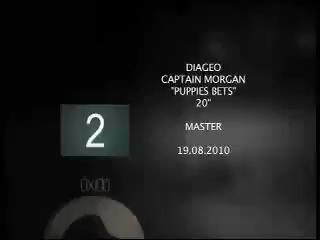 DIAGEO
CAPTAIN MORGAN
"PUPPIES BETS"
20"
MASTER
19.08.2010
2